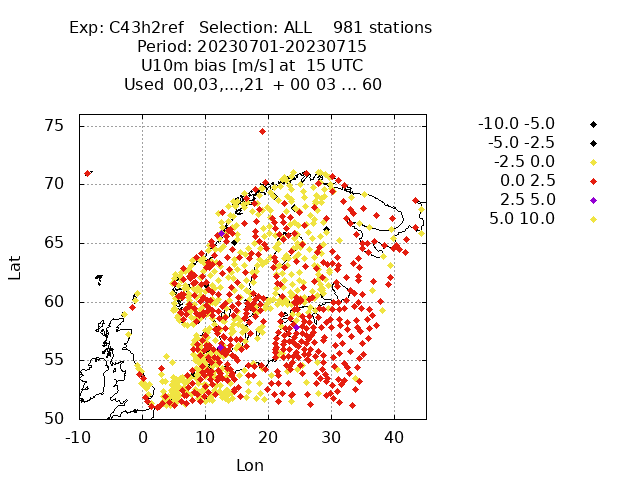 Exp: C43h2ref Selection: ALL 981 stations
Period: 20230701-20230715
U10m bias [m/s] at 15 UTC
Used 00,03,...,21 + 00 03 ... 60
-10.0 -5.0
-5.0 -2.5
-2.5 0.0
0.0 2.5
2.5 5.0
5.0 10.0
75
70
65
60
55
50
Lat
-10 0 10 20 30 40
Lon